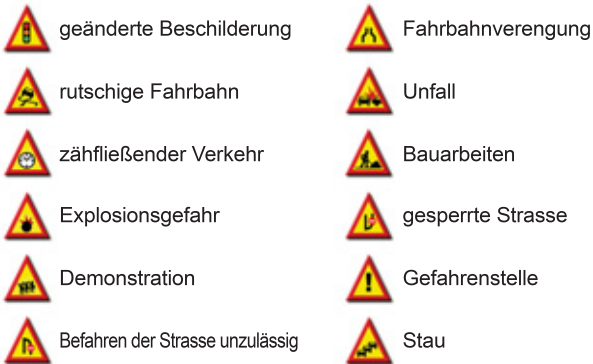 geänderte Beschilderung
rutschige Fahrbahn
zähfließender Verkehr
Explosionsgefahr
Demonstration
Befahren der Strasse unzulässig
Fahrbahnverengung
Unfall
Bauarbeiten
gesperrte Strasse
Gefahrenstelle
Stau